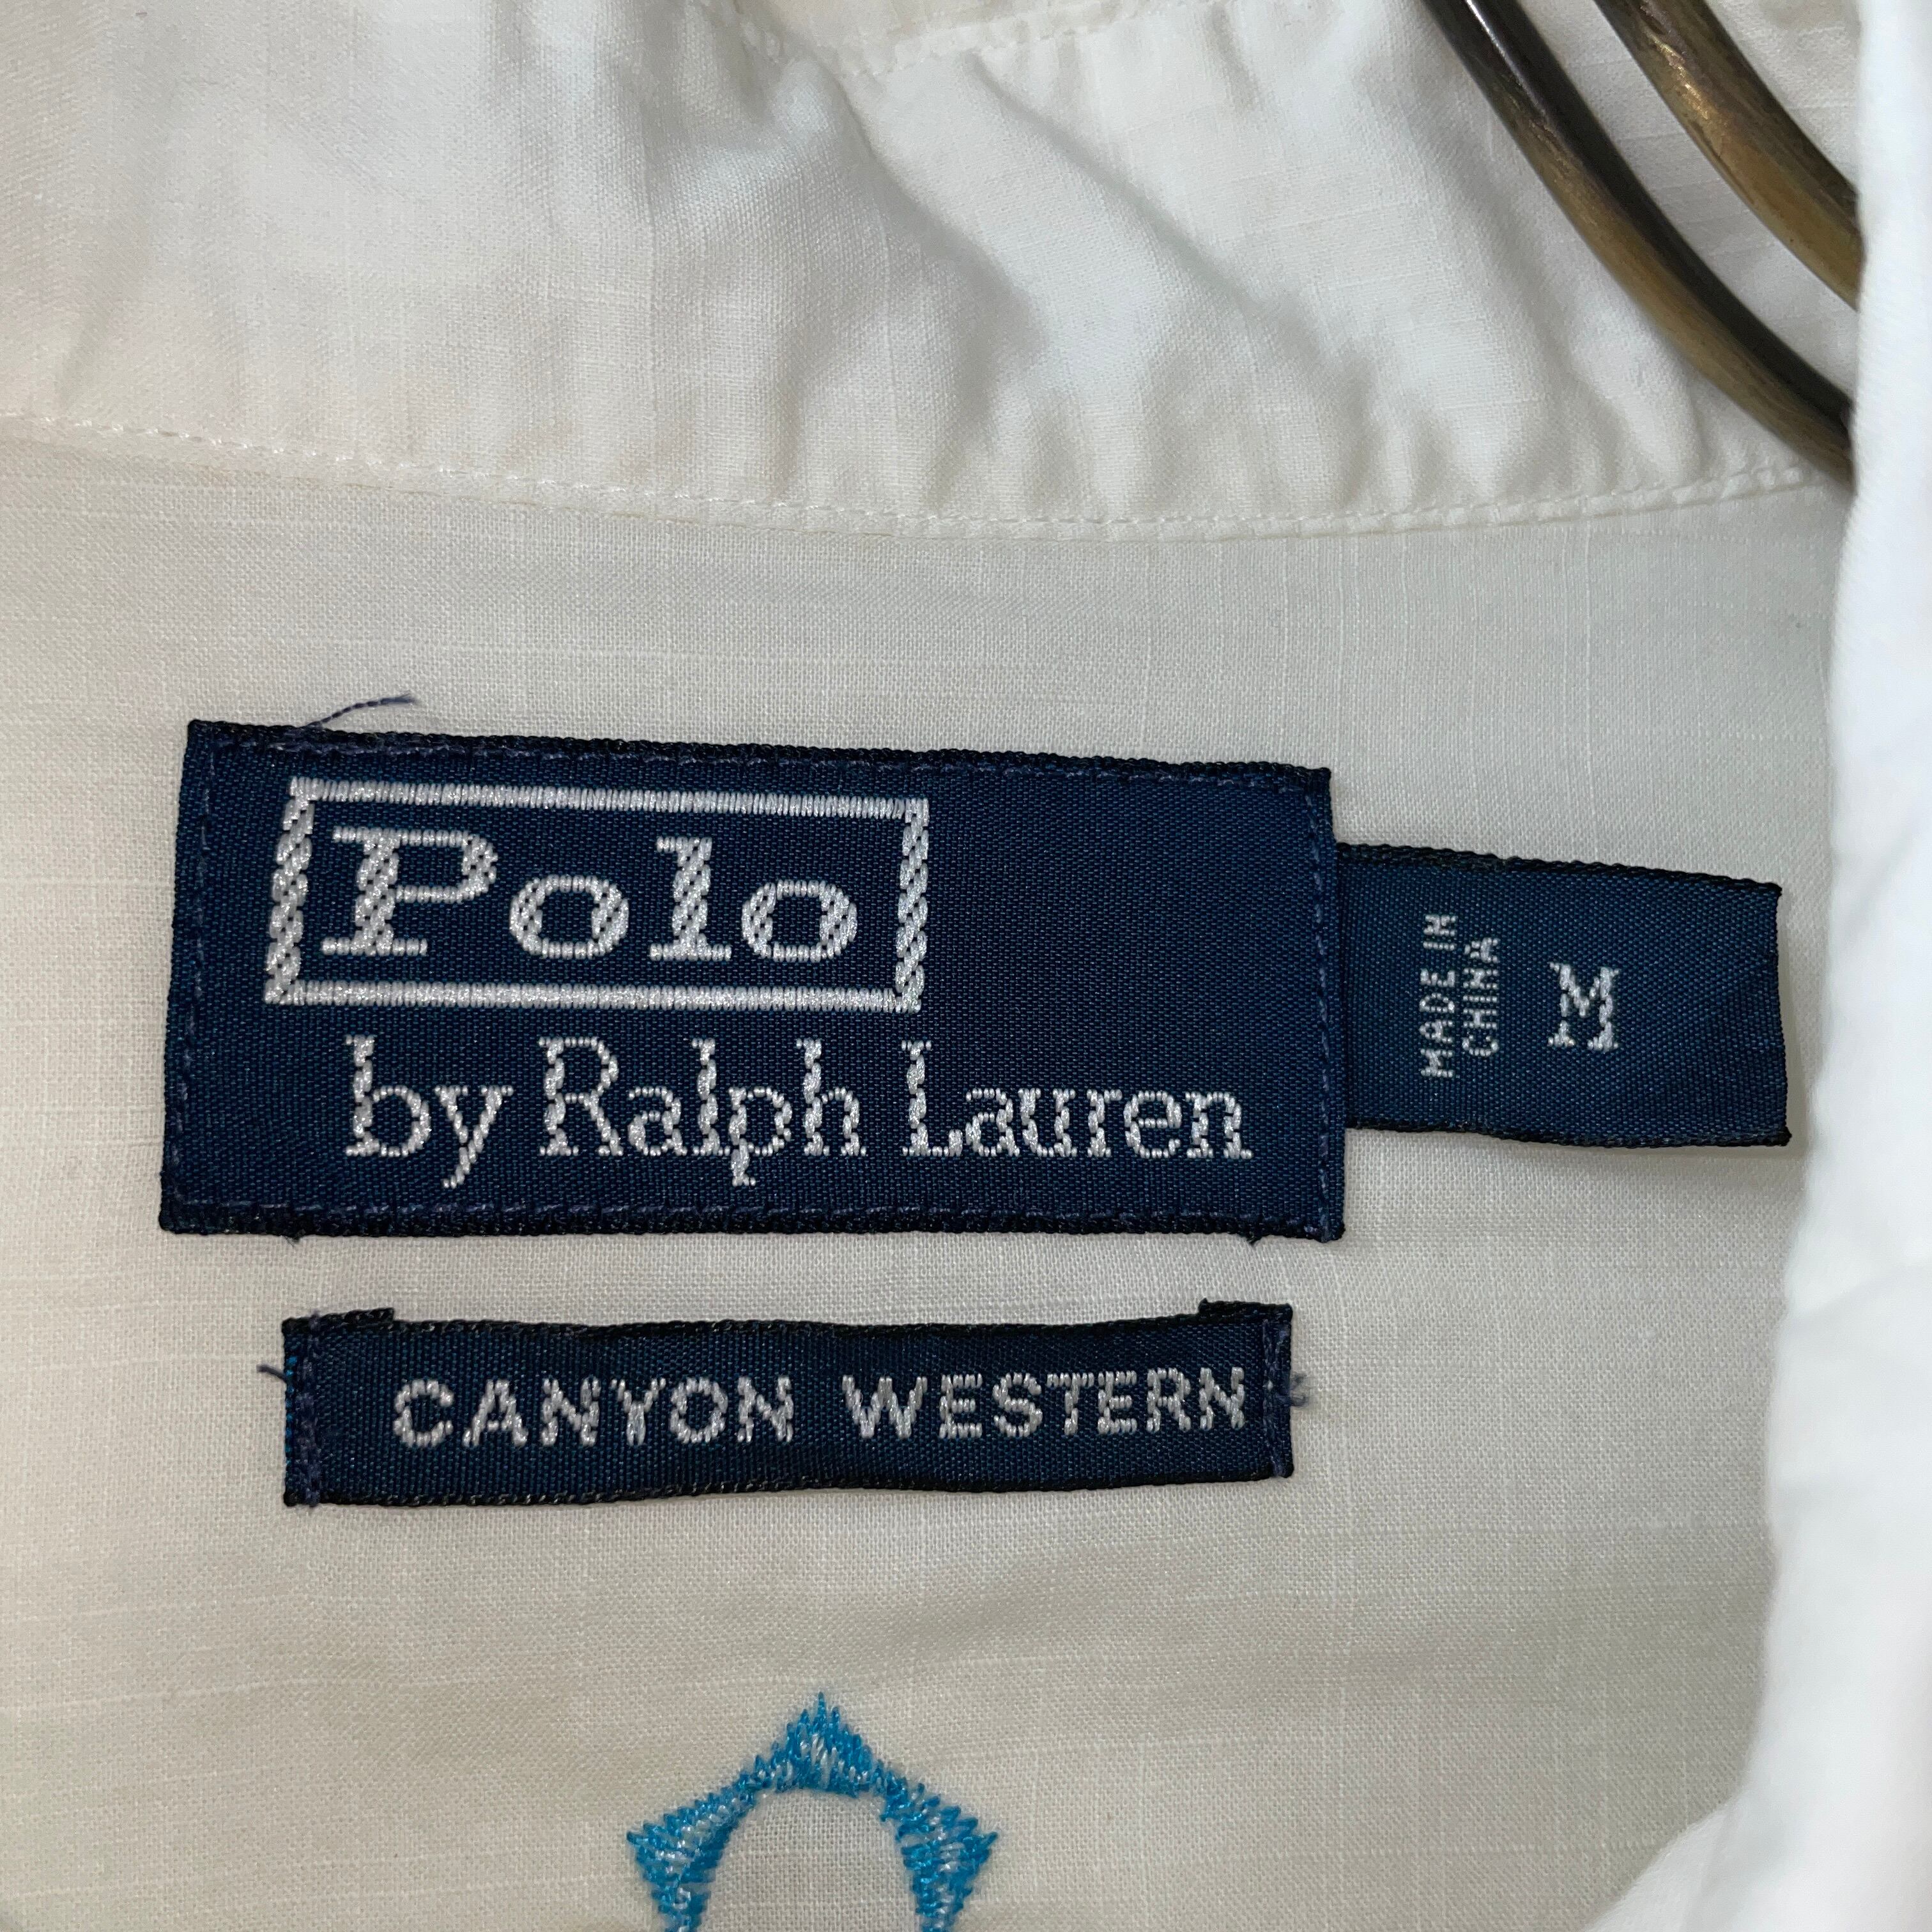 Polo
by Ralph Lauren
MADE IN
CHINA
M
CANYON WESTERN